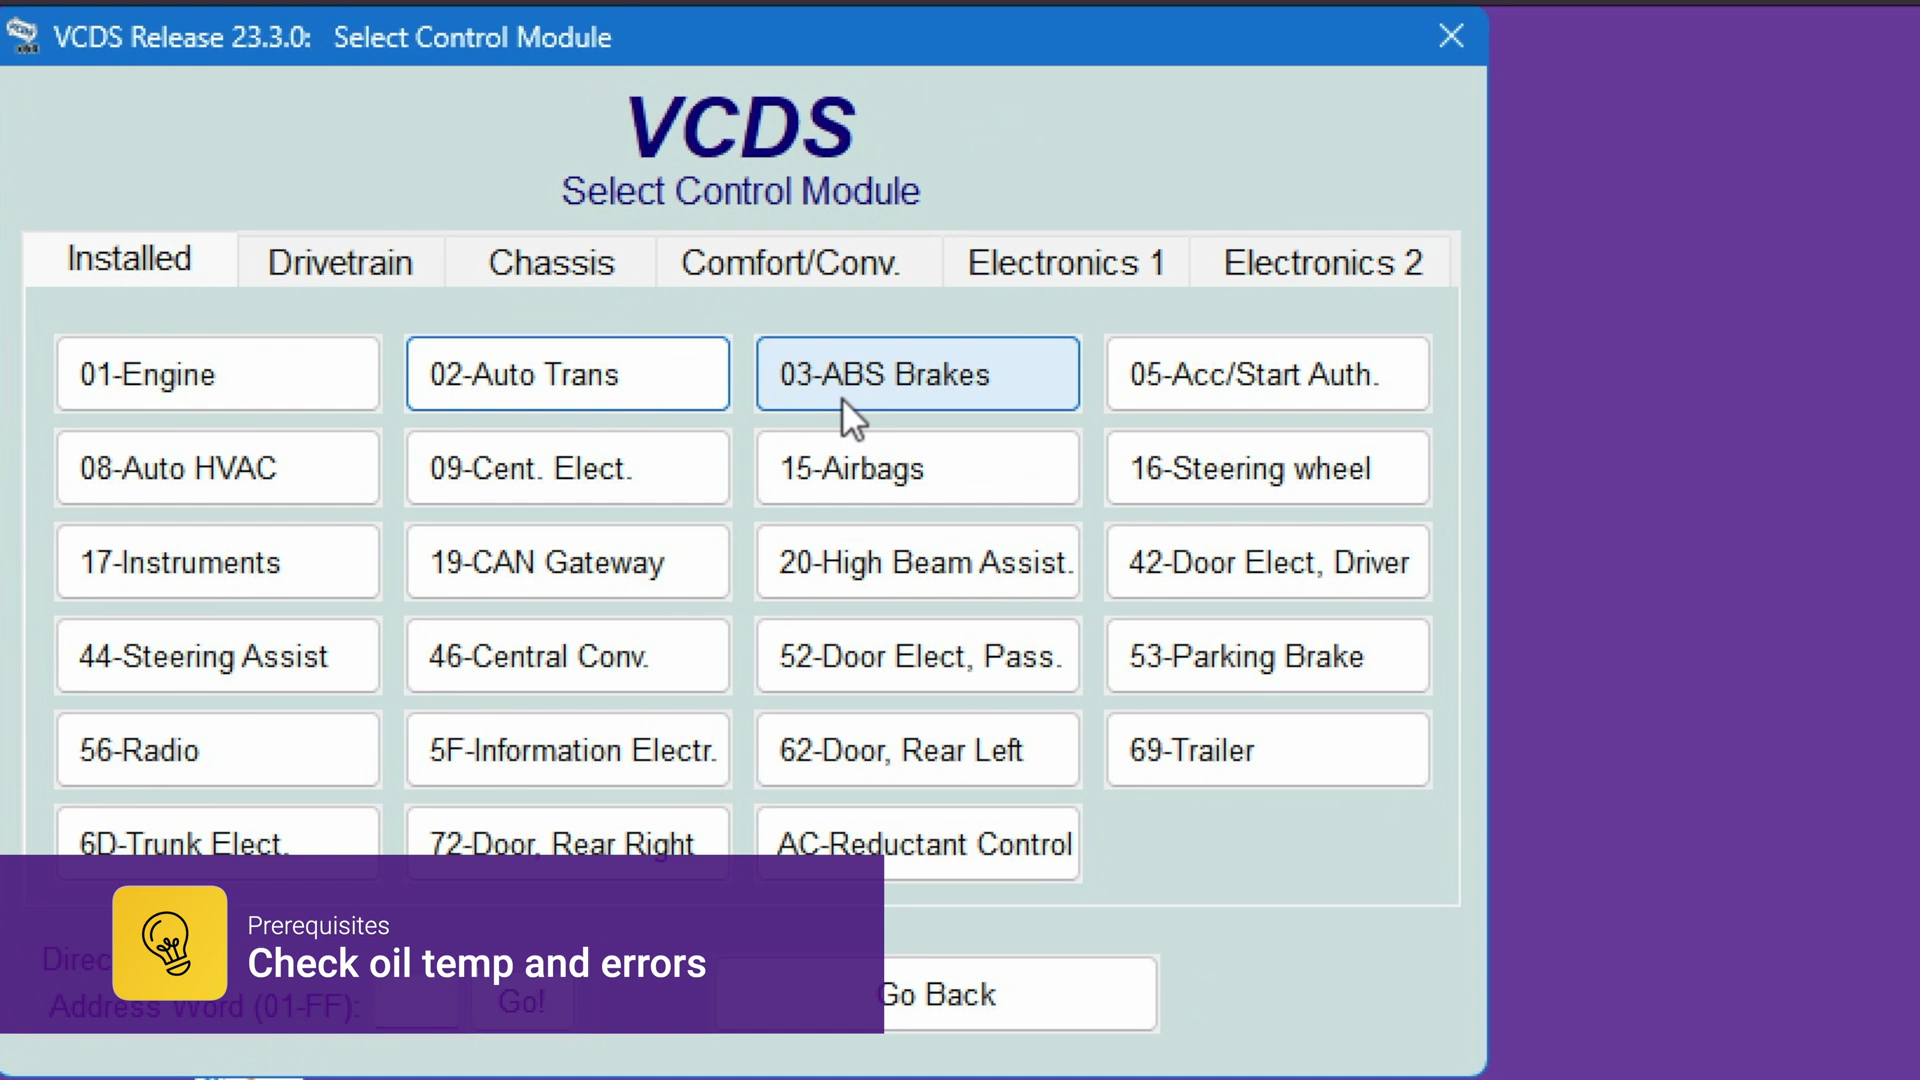 VCDS Release 23.3.0: Select Control Module
VCDS
Select Control Module
Installed Drivetrain Chassis Comfort/Conv. Electronics 1 Electronics 2
01-Engine 02-Auto Trans 03-ABS Brakes 05-Acc/Start Auth.
08-Auto HVAC 09-Cent. Elect. 15-Airbags 16-Steering wheel
17-Instruments 19-CAN Gateway 20-High Beam Assist. 42-Door Elect, Driver
44-Steering Assist 46-Central Conv. 52-Door Elect, Pass. 53-Parking Brake
56-Radio 5F-Information Electr. 62-Door, Rear Left 69-Trailer
6D-Trunk Elect. 72-Door, Rear Right AC-Reductant Control
Prerequisites
Check oil temp and errors
Address Word (01-FF): Go! Go Back